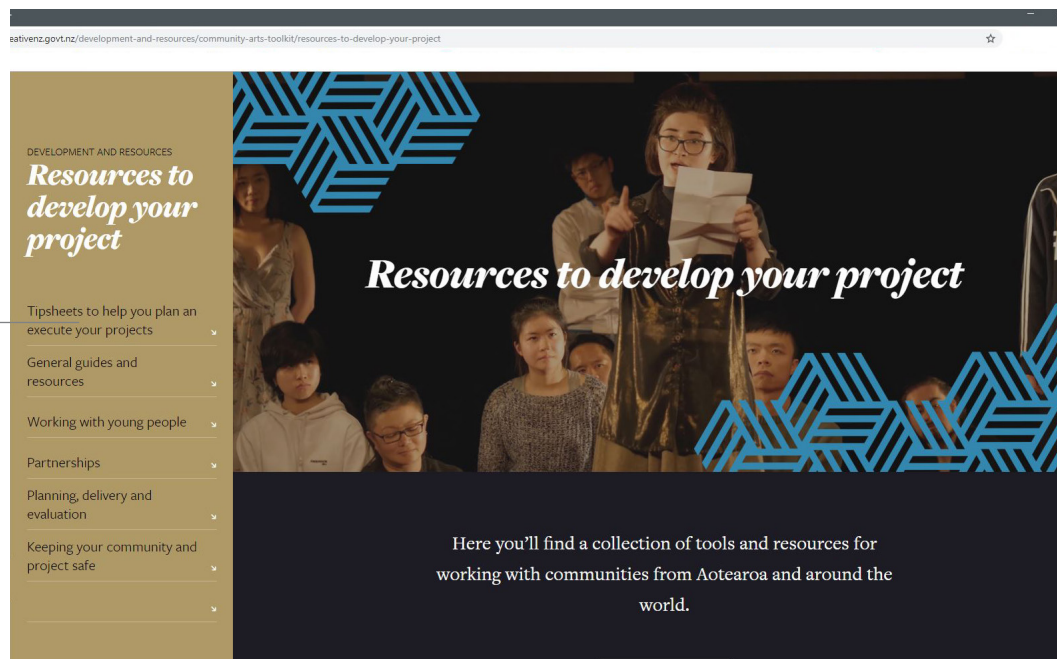 eativenz.govt.nz/development-and-resources/community-arts-toolkit/resources-to-develop-your-project
DEVELOPMENT AND RESOURCES
Resources to
develop your
project
Tipsheets to help you plan an
execute your projects
General guides and
resources
Working with young people
Partnerships
Planning, delivery and
evaluation
Keeping your community and
project safe
Resources to develop your project
Here you’ll find a collection of tools and resources for
working with communities from Aotearoa and around the
world.